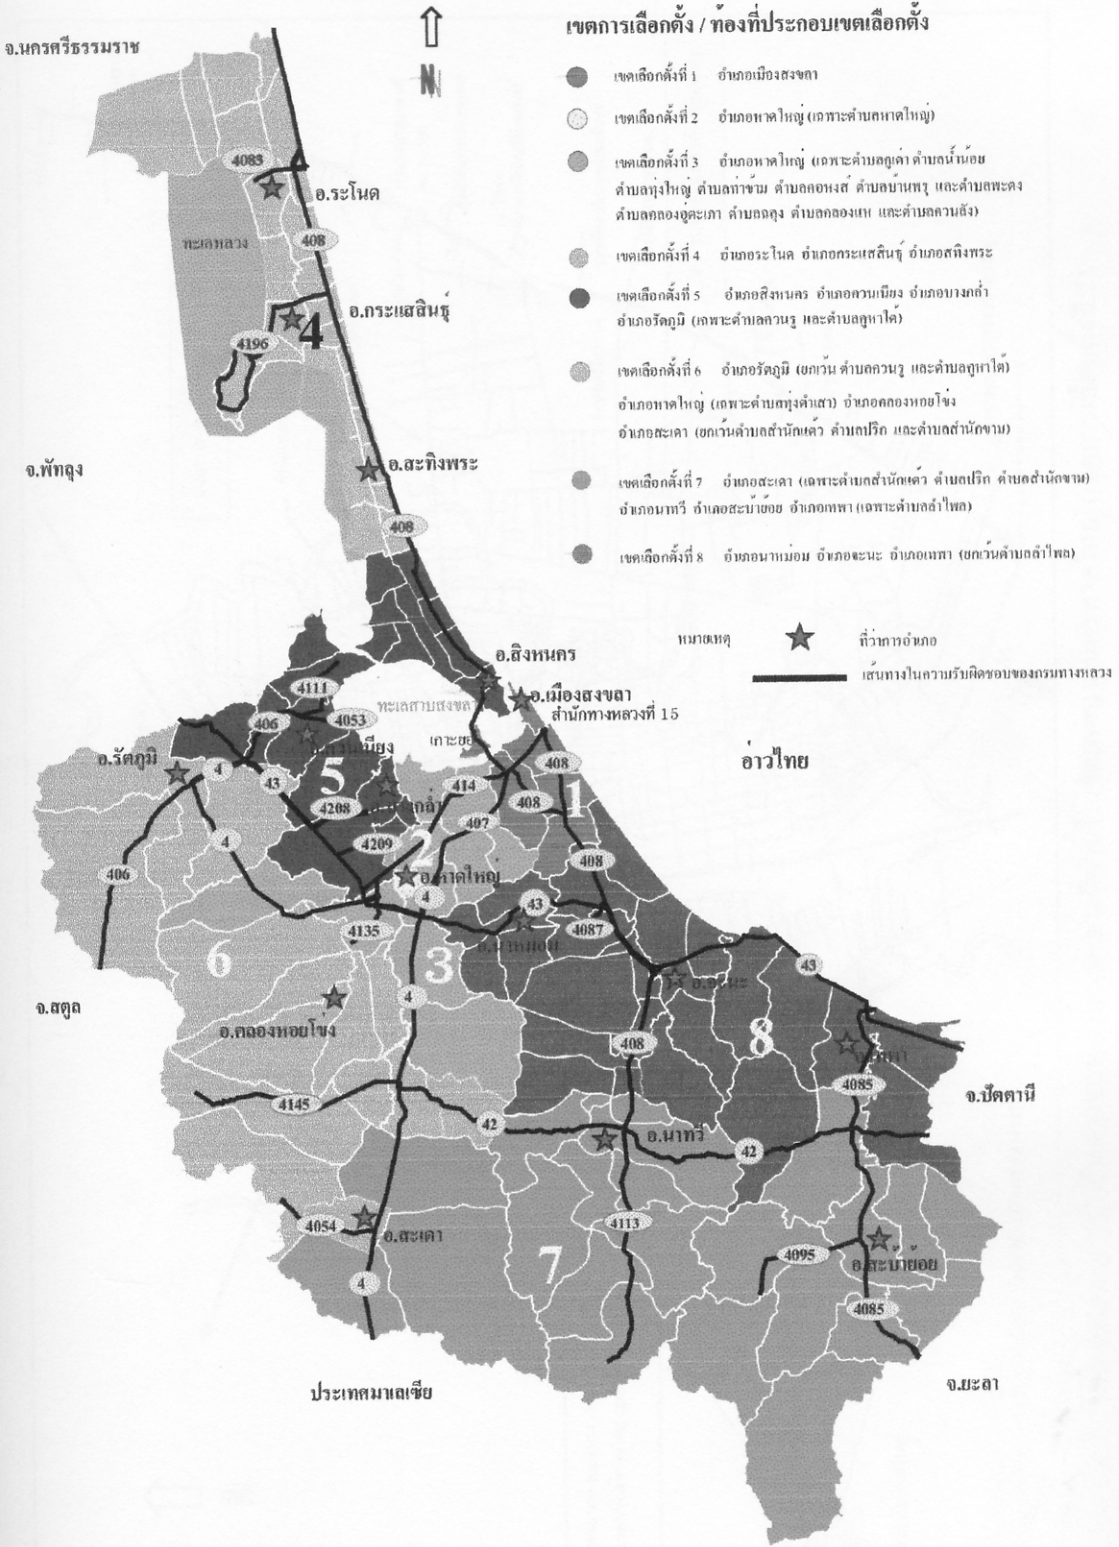 เขตการเลือกตั้ง / ท้องที่ประกอบเขตเลือกตั้ง
จ.นครศรีธรรมราช
N
เขตเลือกตั้งที่ 1 อำเภอเมืองสงขลา
เขตเลือกตั้งที่ 2 อำเภอหาดใหญ่ (เฉพาะตำบลหาดใหญ่)
เขตเลือกตั้งที่ 3 อำเภอหาดใหญ่ (เฉพาะตำบลคูเต่า ตำบลน้ำน้อย
ตำบลทุ่งใหญ่ ตำบลท่าข้าม ตำบลคอหงส์ ตำบลบ้านพรุ และตำบลพะตง
ตำบลคลองอู่ตะเภา ตำบลฉลุง ตำบลคลองแห และตำบลควนลัง)
เขตเลือกตั้งที่ 4 อำเภอระโนด อำเภอกระแสสินธุ์ อำเภอสทิงพระ
เขตเลือกตั้งที่ 5 อำเภอสิงหนคร อำเภอควนเนียง อำเภอบางกล่ำ
อำเภอรัตภูมิ (เฉพาะตำบลควนรู และตำบลคูหาใต้)
เขตเลือกตั้งที่ 6 อำเภอรัตภูมิ (ยกเว้น ตำบลควนรู และตำบลคูหาใต้)
อำเภอหาดใหญ่ (เฉพาะตำบลทุ่งตำเสา) อำเภอคลองหอยโข่ง
อำเภอสะเดา (ยกเว้นตำบลสำนักแต้ว ตำบลปริก และตำบลสำนักขาม)
เขตเลือกตั้งที่ 7 อำเภอสะเดา (เฉพาะตำบลสำนักแต้ว ตำบลปริก ตำบลสำนักขาม)
อำเภอนาทวี อำเภอสะบ้าย้อย อำเภอเทพา (เฉพาะตำบลลำไพล)
เขตเลือกตั้งที่ 8 อำเภอนาหม่อม อำเภอจะนะ อำเภอเทพา (ยกเว้นตำบลลำไพล)
หมายเหตุ ที่ว่าการอำเภอ
เส้นทางในความรับผิดชอบของกรมทางหลวง
4083
อ.ระโนด
ทะเลหลวง
408
อ.กระแสสินธุ์
4
4196
จ.พัทลุง
อ.สะทิงพระ
408
อ.สิงหนคร
อ.เมืองสงขลา
สำนักทางหลวงที่ 15
4111
ทะเลสาบสงขลา
406
4053
อ.ควนเนียง
เกาะยอ
อ.รัตภูมิ
4
43
5
414
408
อ่าวไทย
1
408
4208
อ.บางกล่ำ
407
4
4209
2
408
406
อ.หาดใหญ่
4
43
4135
4087
อ.นาหม่อม
6
3
43
4
อ.จะนะ
จ.สตูล
อ.คลองหอยโข่ง
408
8
อ.เทพา
4085
4145
จ.ปัตตานี
42
อ.นาทวี
42
4054
อ.สะเดา
4113
7
4095
อ.สะบ้าย้อย
4
4085
ประเทศมาเลเซีย
จ.ยะลา